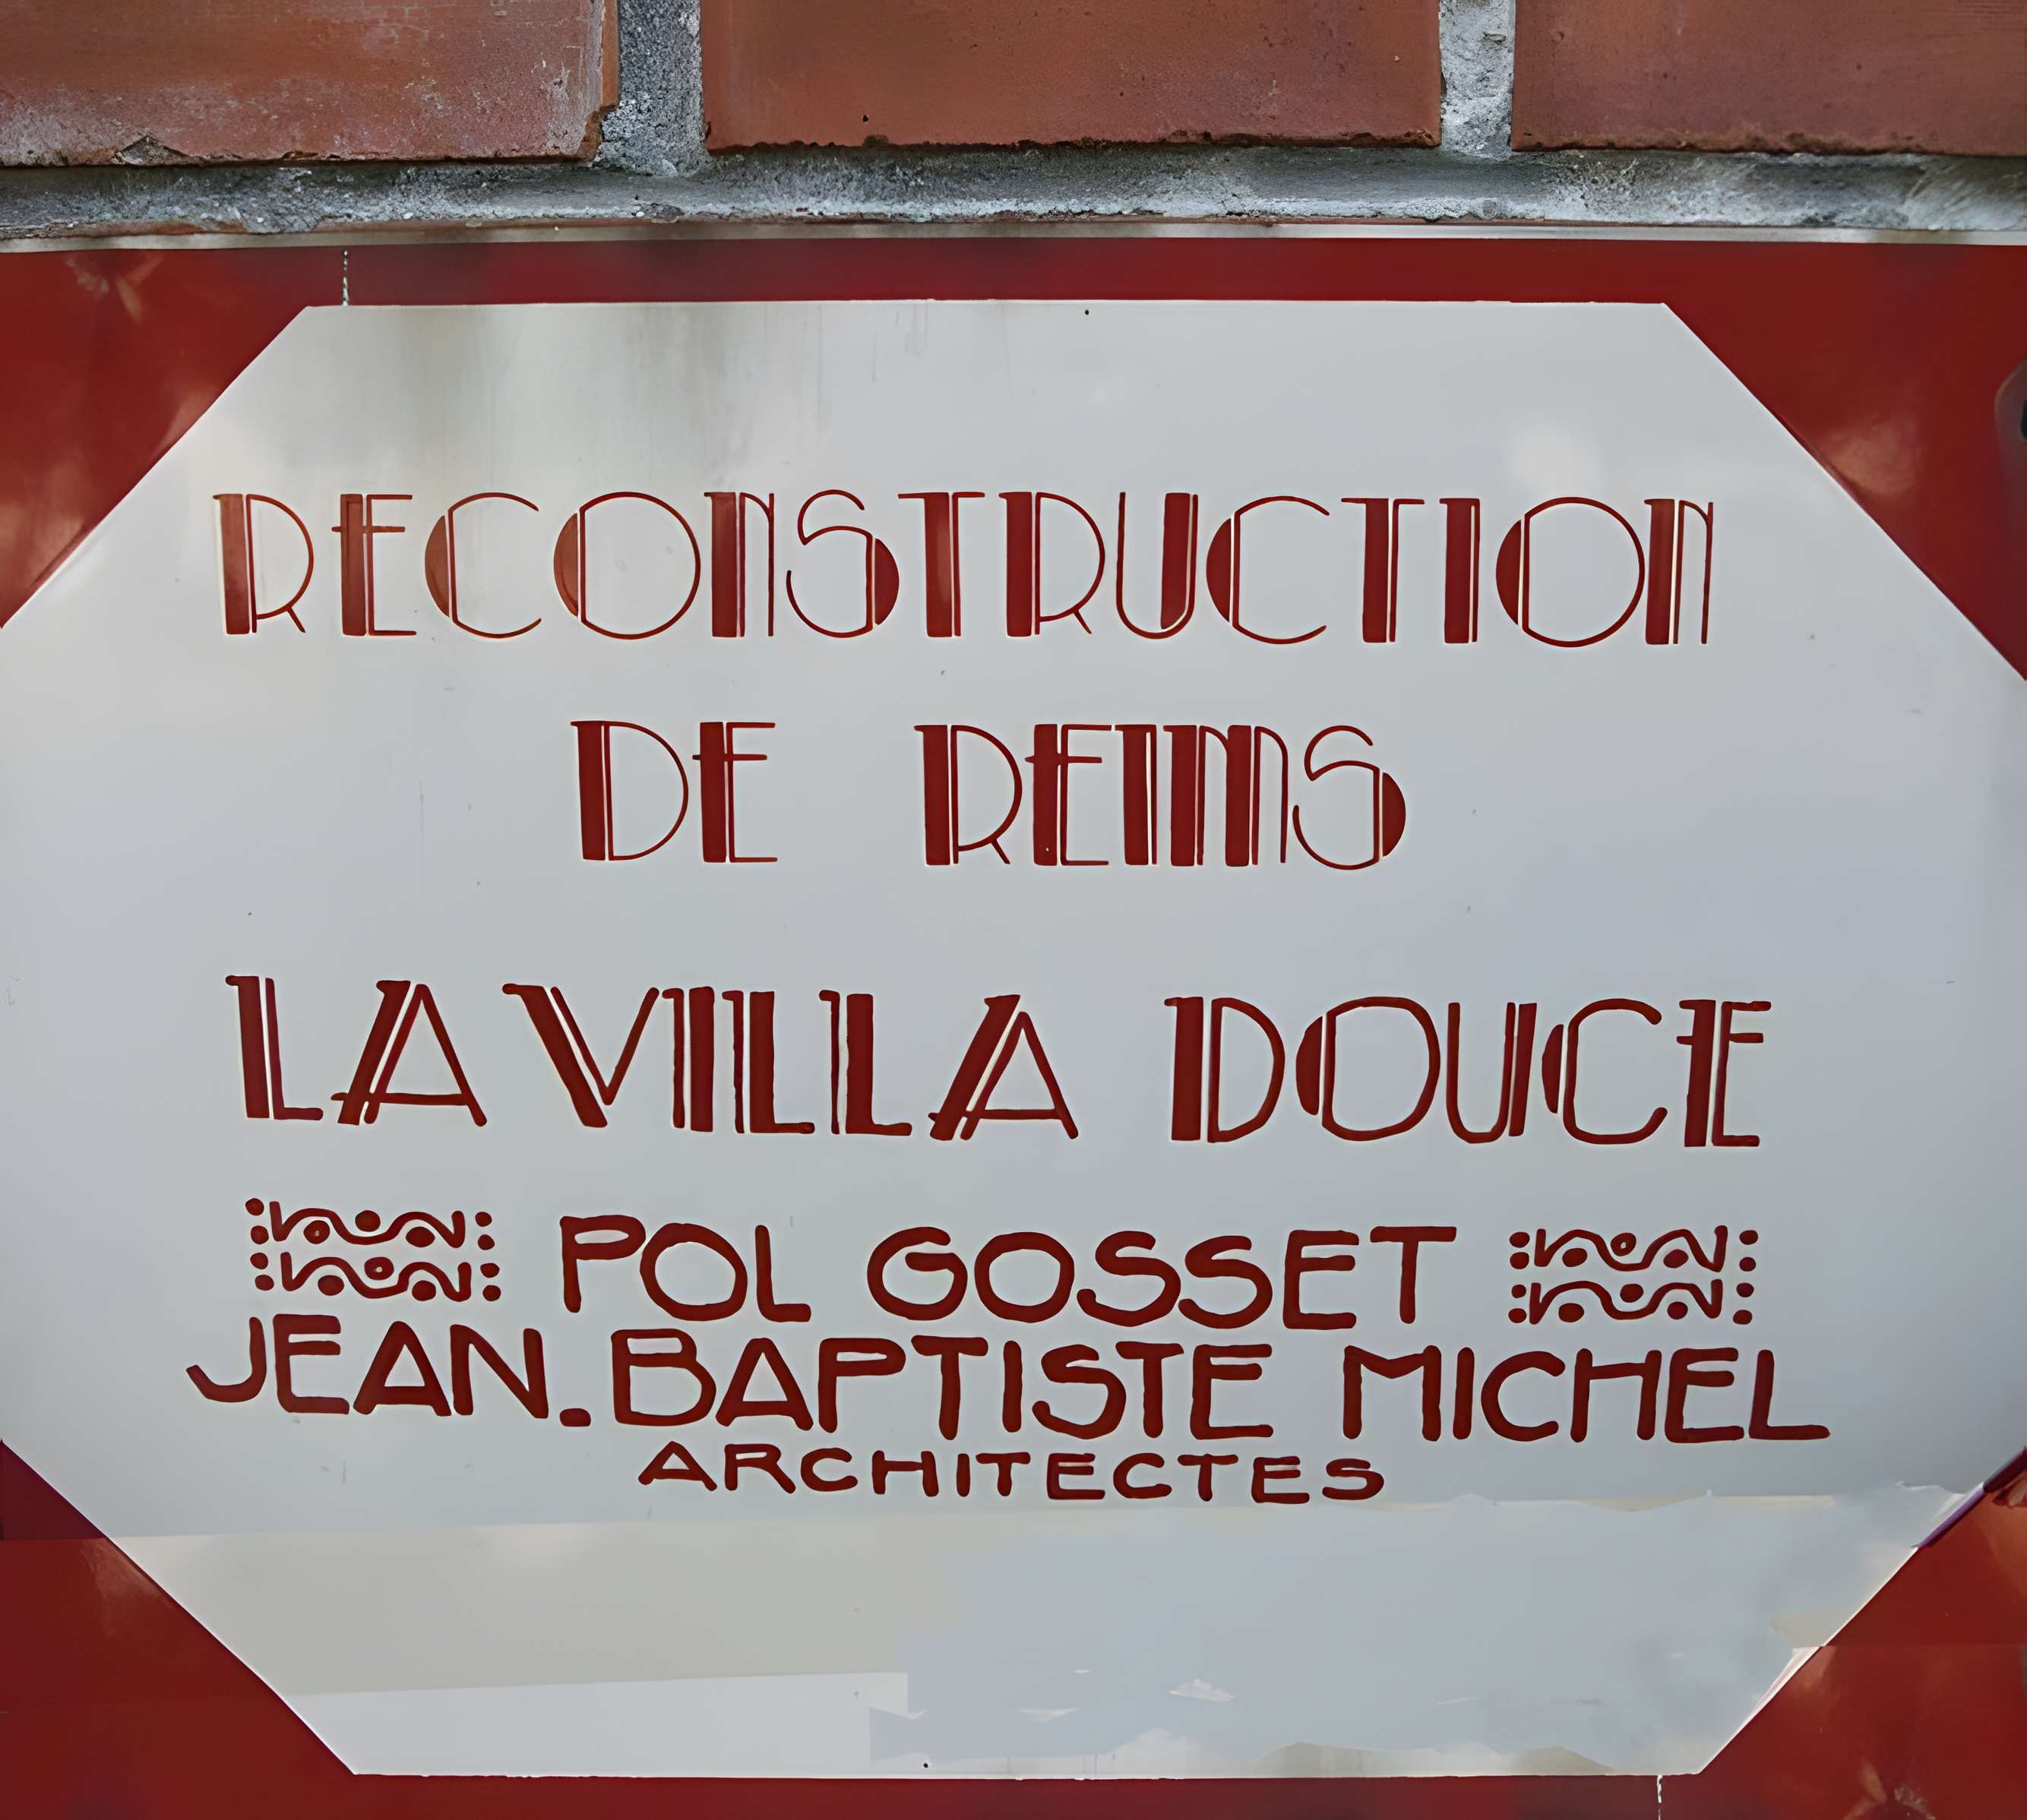 RECONSTRUCTION
DE REIMS
LA VILLA DOUCE
POL GOSSET
JEAN.BAPTISTE MICHEL
ARCHITECTES